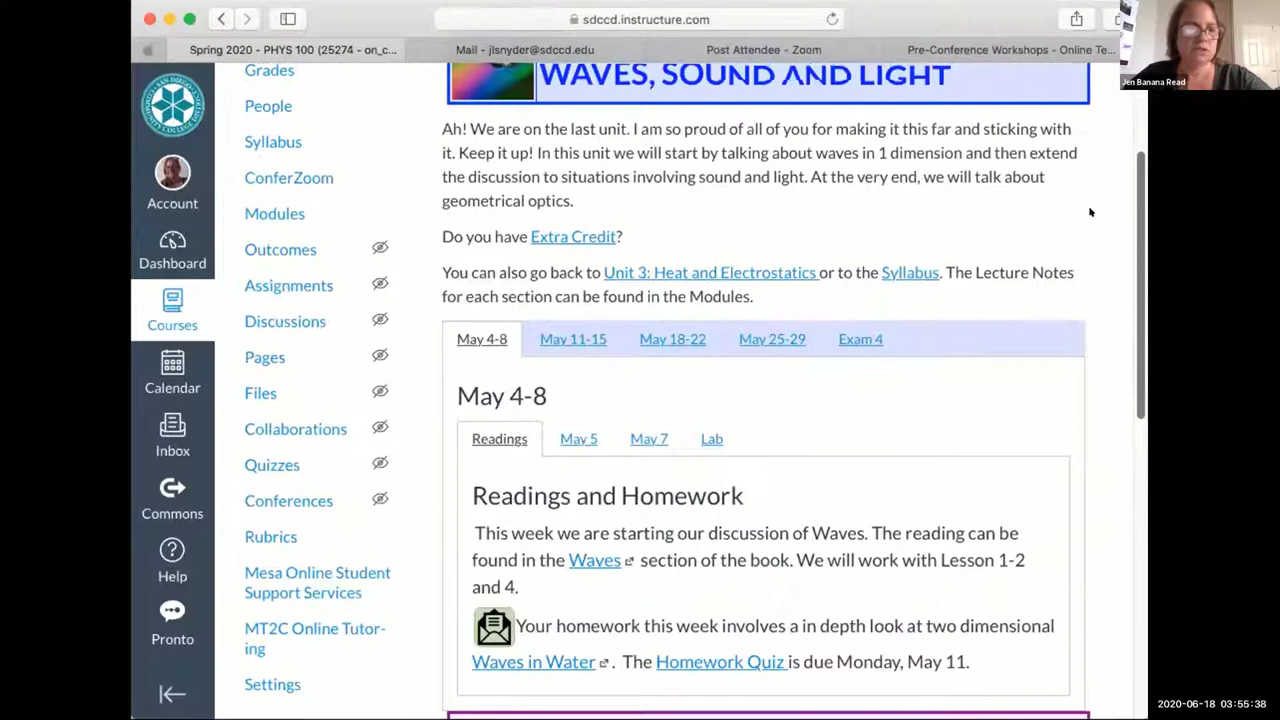 sdccd.instructure.com
Spring 2020 - PHYS 100 (25274 - on_c...
Mail - jlsnyder@sdccd.edu
Post Attendee - Zoom
Pre-Conference Workshops - Online Te...
Jen Banana Read
Account
Dashboard
Courses
Calendar
Inbox
Commons
Help
Pronto
Grades
People
Syllabus
ConferZoom
Modules
Outcomes
Assignments
Discussions
Pages
Files
Collaborations
Quizzes
Conferences
Rubrics
Mesa Online Student
Support Services
MT2C Online Tutor-
ing
Settings
WAVES, SOUND AND LIGHT
Ah! We are on the last unit. I am so proud of all of you for making it this far and sticking with
it. Keep it up! In this unit we will start by talking about waves in 1 dimension and then extend
the discussion to situations involving sound and light. At the very end, we will talk about
geometrical optics.
Do you have Extra Credit?
You can also go back to Unit 3: Heat and Electrostatics or to the Syllabus. The Lecture Notes
for each section can be found in the Modules.
May 4-8 May 11-15 May 18-22 May 25-29 Exam 4
May 4-8
Readings May 5 May 7 Lab
Readings and Homework
This week we are starting our discussion of Waves. The reading can be
found in the Waves section of the book. We will work with Lesson 1-2
and 4.
Your homework this week involves a in depth look at two dimensional
Waves in Water . The Homework Quiz is due Monday, May 11.
2020-06-18 03:55:38